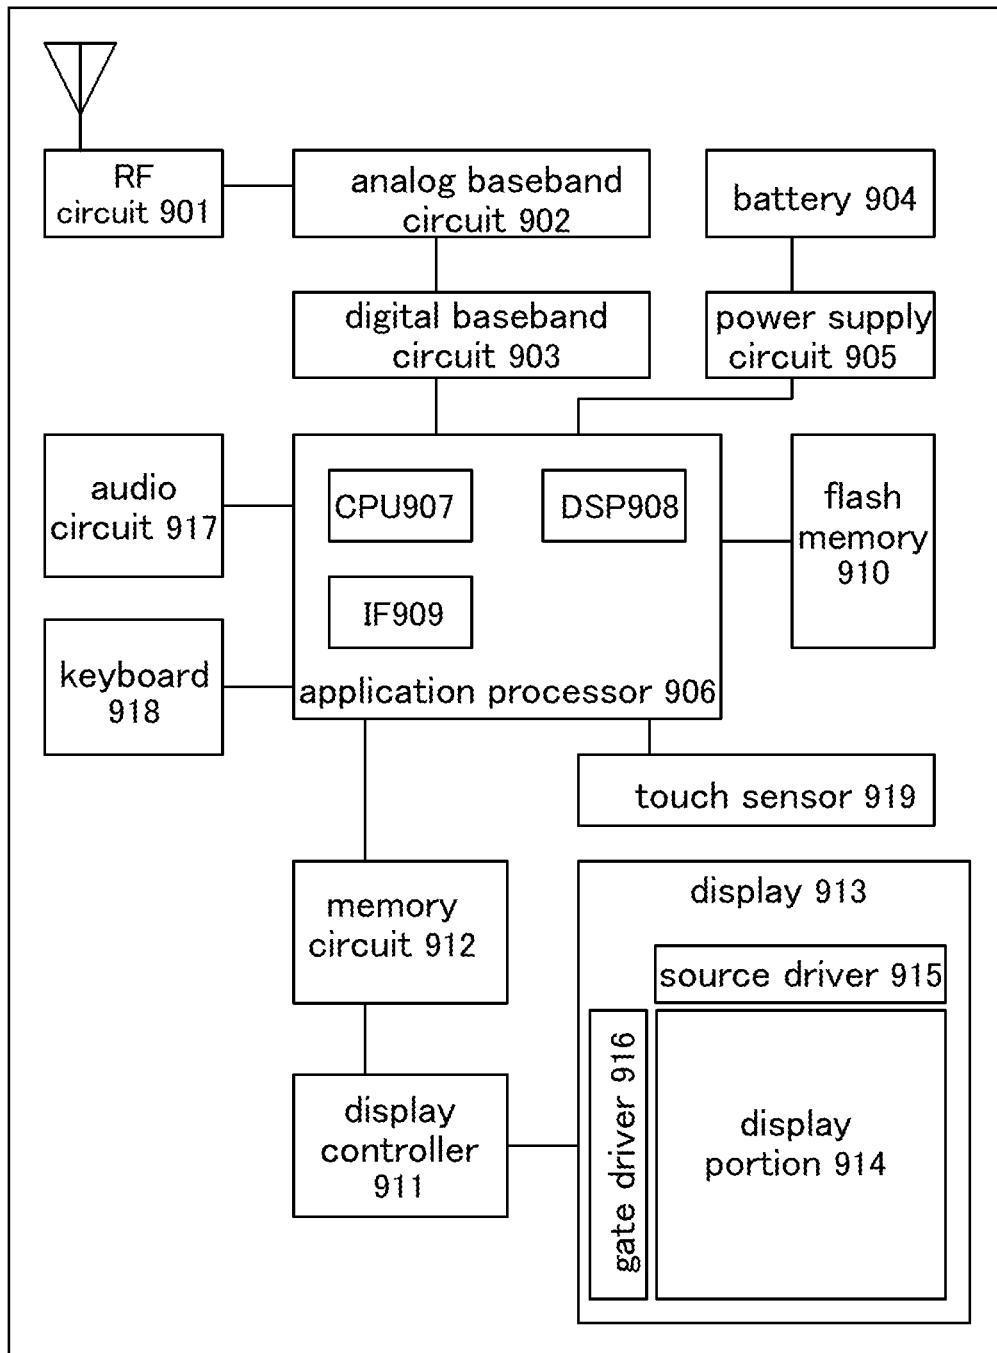 RF
circuit 901
analog baseband
circuit 902
battery 904
digital baseband
circuit 903
power supply
circuit 905
audio
circuit 917
CPU907
DSP908
flash
memory
910
IF909
keyboard
918
application processor 906
touch sensor 919
memory
circuit 912
display 913
source driver 915
gate driver 916
display
portion 914
display
controller
911